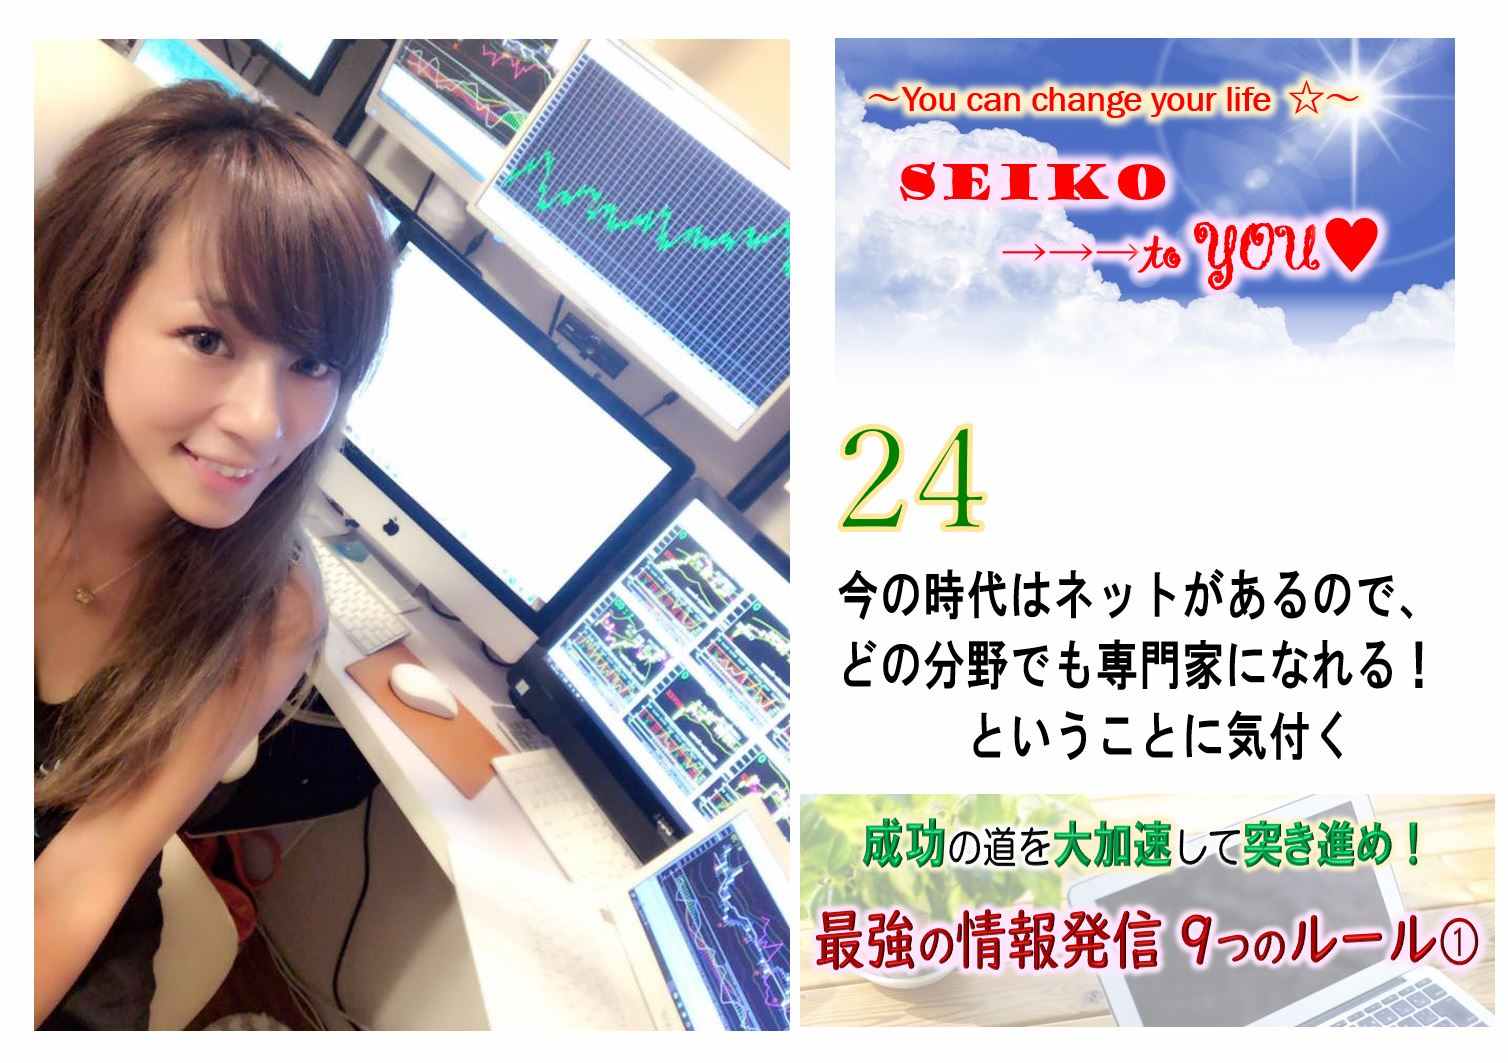 ～You can change your life ☆～
SEIKO
→→→to YOU♥
24
今の時代はネットがあるので、
どの分野でも専門家になれる！
ということに気付く
成功の道を大加速して突き進め！
最強の情報発信 9つのルール①